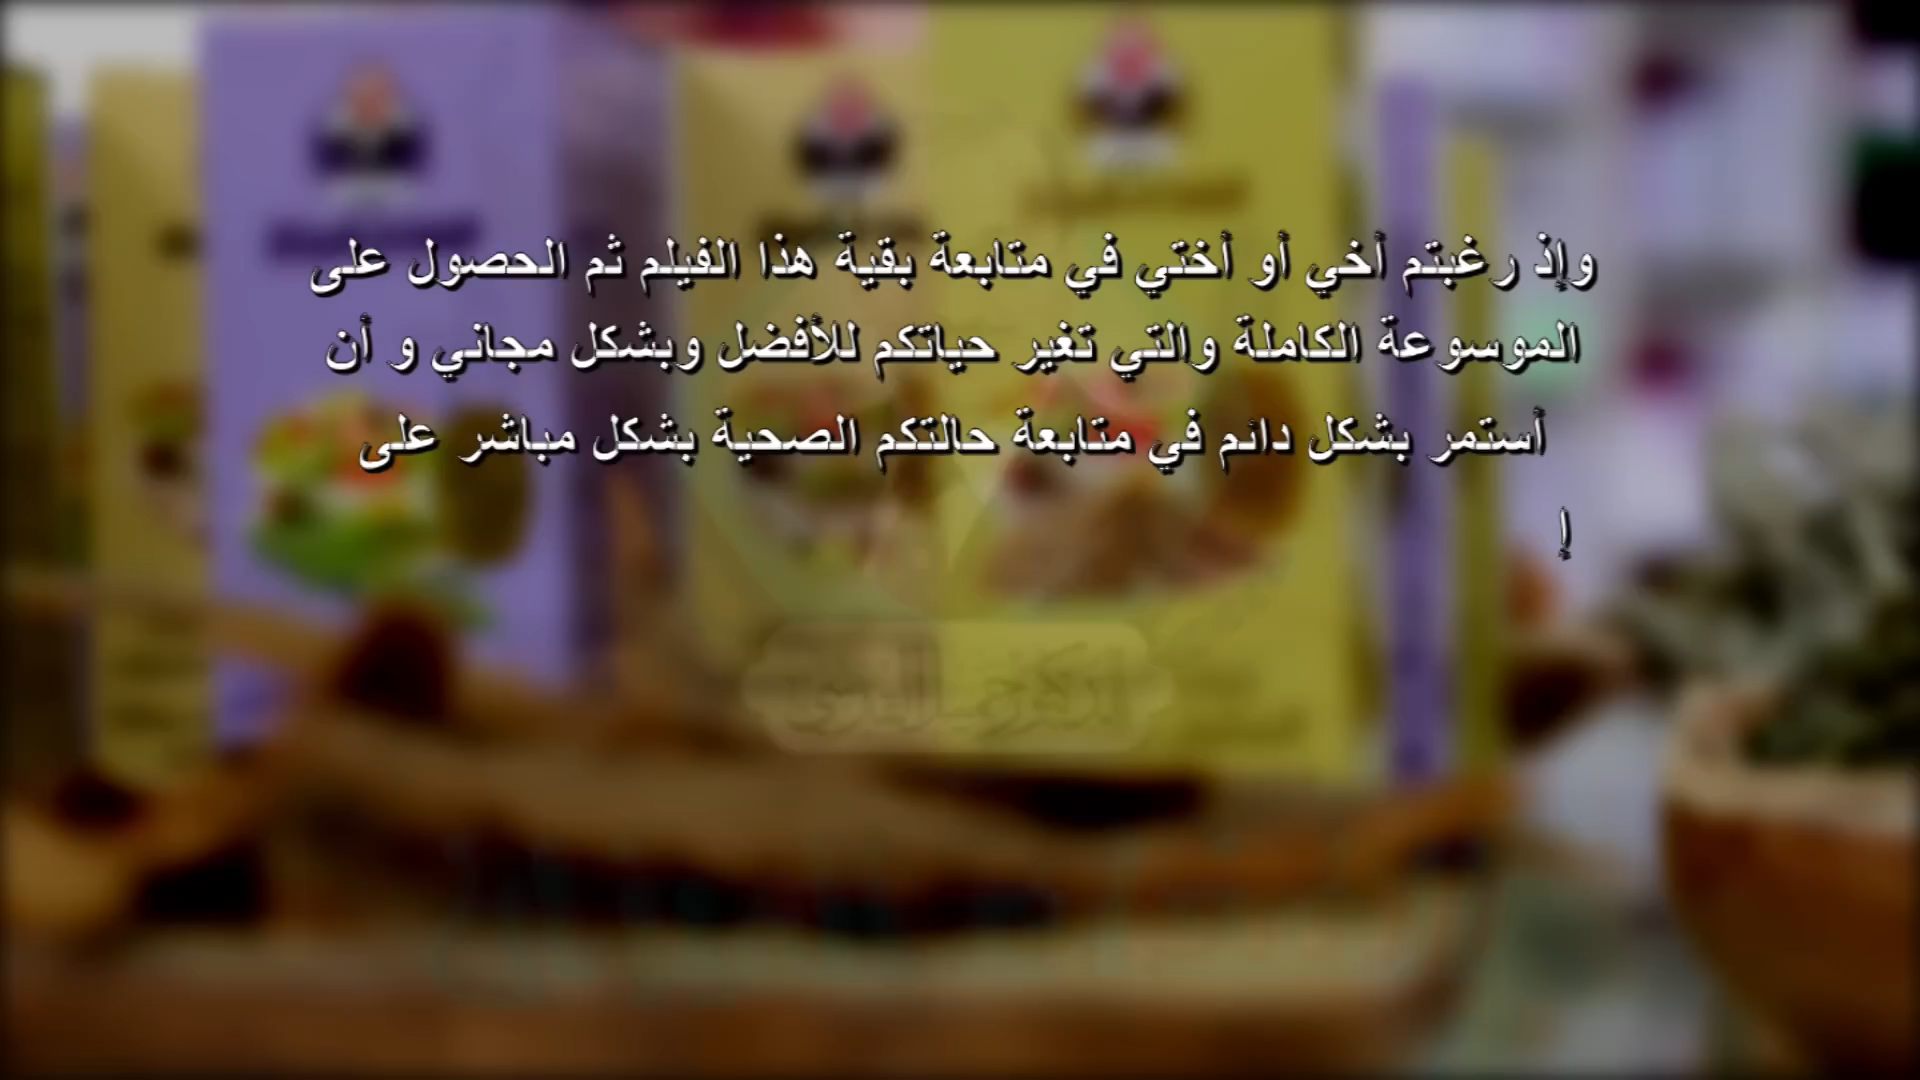 وإذ رغبتم أخي أو أختي في متابعة بقية هذا الفيلم ثم الحصول على
الموسوعة الكاملة والتي تغير حياتكم للأفضل وبشكل مجاني و أن
أستمر بشكل دائم في متابعة حالتكم الصحية بشكل مباشر على
إ